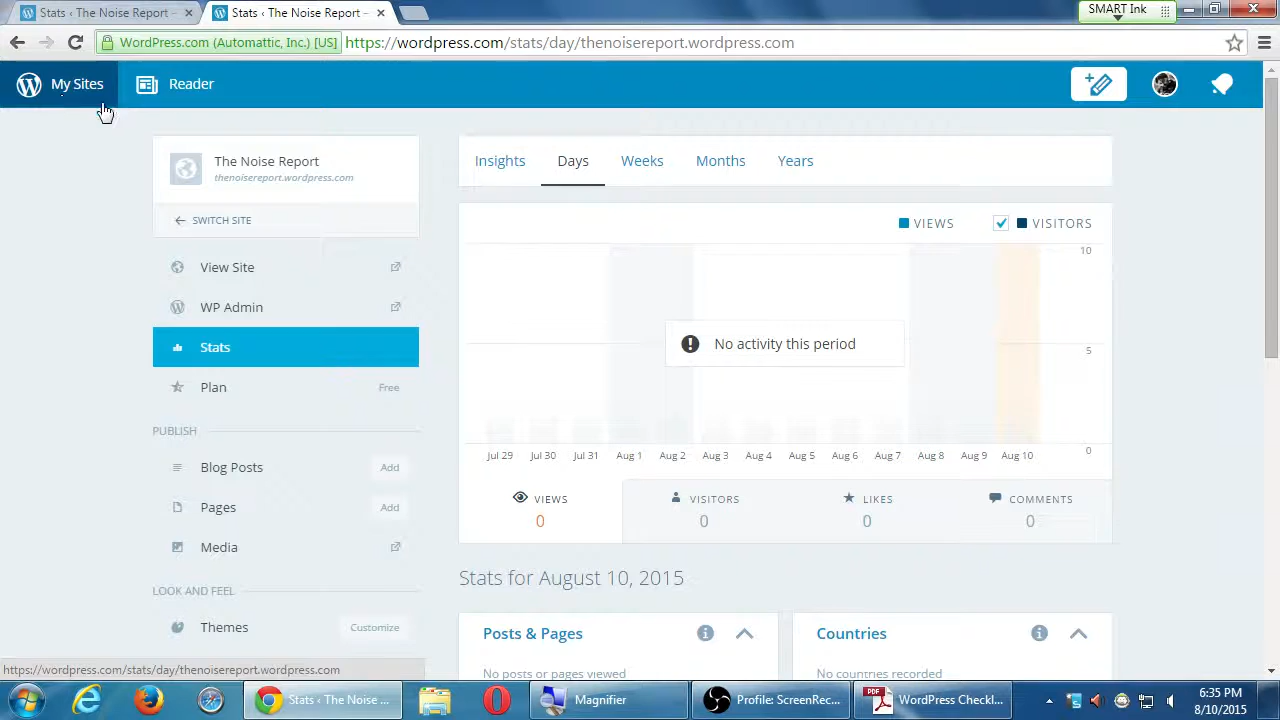 Stats ‹ The Noise Report –
Stats ‹ The Noise Report –
SMART Ink
WordPress.com (Automattic, Inc.) [US]
https://wordpress.com/stats/day/thenoisereport.wordpress.com
My Sites
Reader
The Noise Report
thenoisereport.wordpress.com
SWITCH SITE
View Site
WP Admin
Stats
Plan Free
PUBLISH
Blog Posts Add
Pages Add
Media
LOOK AND FEEL
Themes Customize
Insights Days Weeks Months Years
VIEWS VISITORS
10
No activity this period
5
0
Jul 29 Jul 30 Jul 31 Aug 1 Aug 2 Aug 3 Aug 4 Aug 5 Aug 6 Aug 7 Aug 8 Aug 9 Aug 10
VIEWS VISITORS LIKES COMMENTS
0 0 0 0
Stats for August 10, 2015
Posts & Pages
No posts or pages viewed
Countries
No countries recorded
https://wordpress.com/stats/day/thenoisereport.wordpress.com
Stats ‹ The Noise ...
Magnifier
Profile: ScreenRec...
PDF
WordPress Checkl...
6:35 PM
8/10/2015